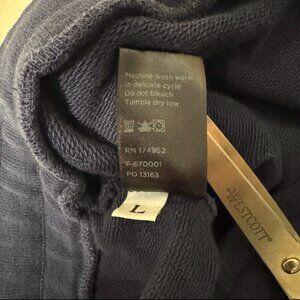 Machine wash warm
in delicate cycle
Do not bleach
Tumble dry low
RN 174952
F-670001
PO 13163
L
WESTCOTT